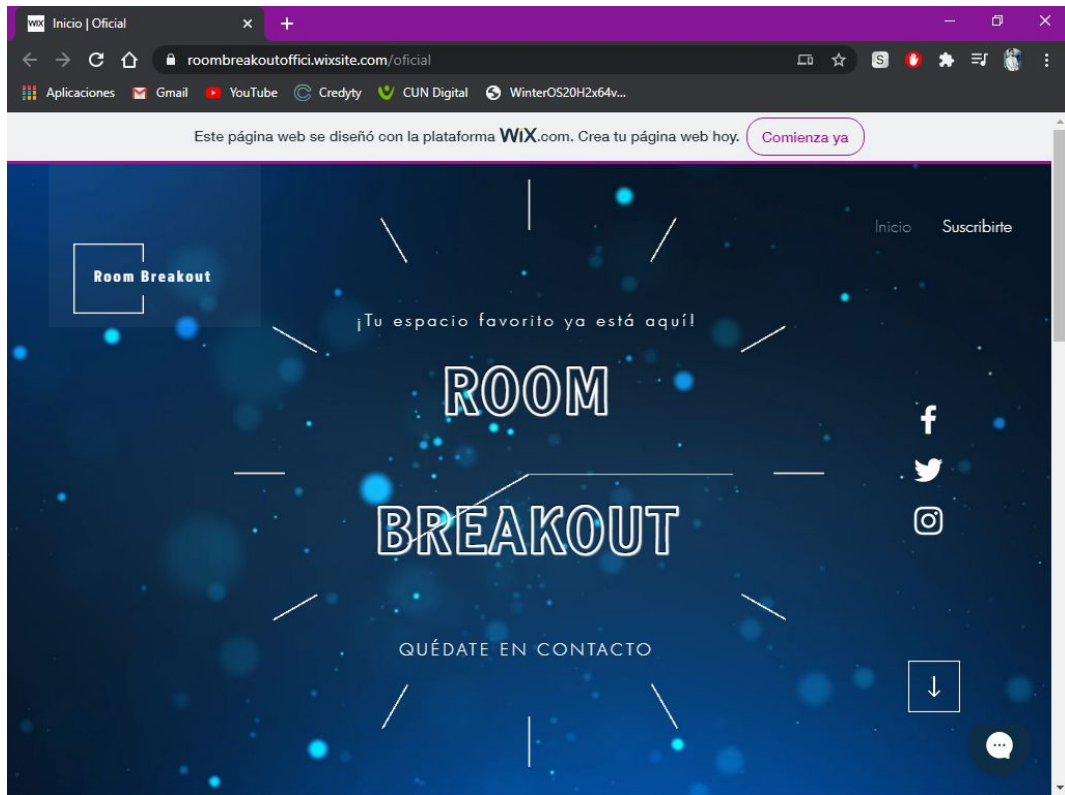 WIX Inicio | Oficial
roombreakoutoffici.wixsite.com/oficial
S
Aplicaciones Gmail YouTube Credyty CUN Digital WinterOS20H2x64v...
Este página web se diseñó con la plataforma WiX.com. Crea tu página web hoy. Comienza ya
Inicio Suscribirte
Room Breakout
¡Tu espacio favorito ya está aquí!
ROOM
BREAKOUT
QUÉDATE EN CONTACTO